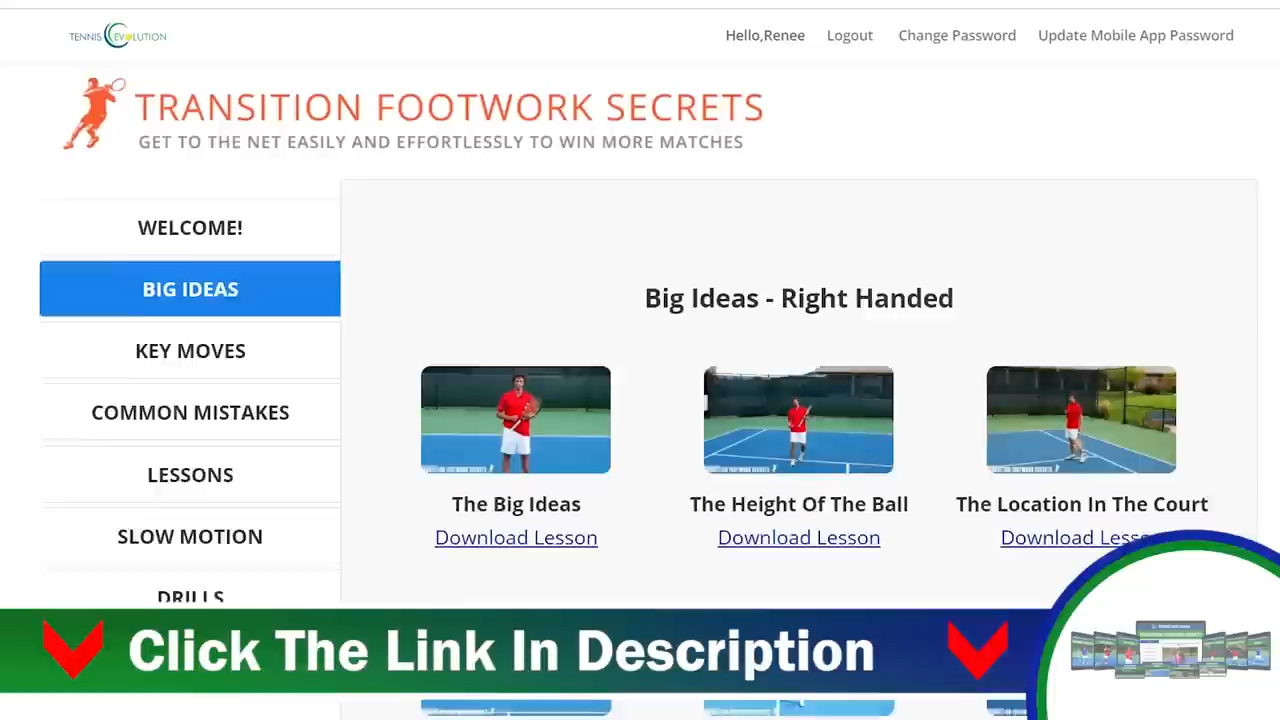 TENNIS EVOLUTION
Hello,Renee Logout Change Password Update Mobile App Password
TRANSITION FOOTWORK SECRETS
GET TO THE NET EASILY AND EFFORTLESSLY TO WIN MORE MATCHES
WELCOME!
BIG IDEAS
KEY MOVES
COMMON MISTAKES
LESSONS
SLOW MOTION
DRILLS
Big Ideas - Right Handed
The Big Ideas
Download Lesson
The Height Of The Ball
Download Lesson
The Location In The Court
Download Lesson
Click The Link In Description